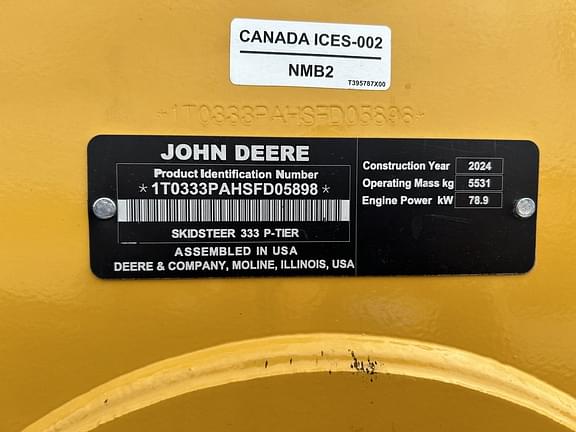 CANADA ICES-002
NMB2
T395787X00
*1T0333PAHSFD05898*
JOHN DEERE
Product Identification Number
*1T0333PAHSFD05898*
SKIDSTEER 333 P-TIER
ASSEMBLED IN USA
DEERE & COMPANY, MOLINE, ILLINOIS, USA
Construction Year 2024
Operating Mass kg 5531
Engine Power kW 78.9